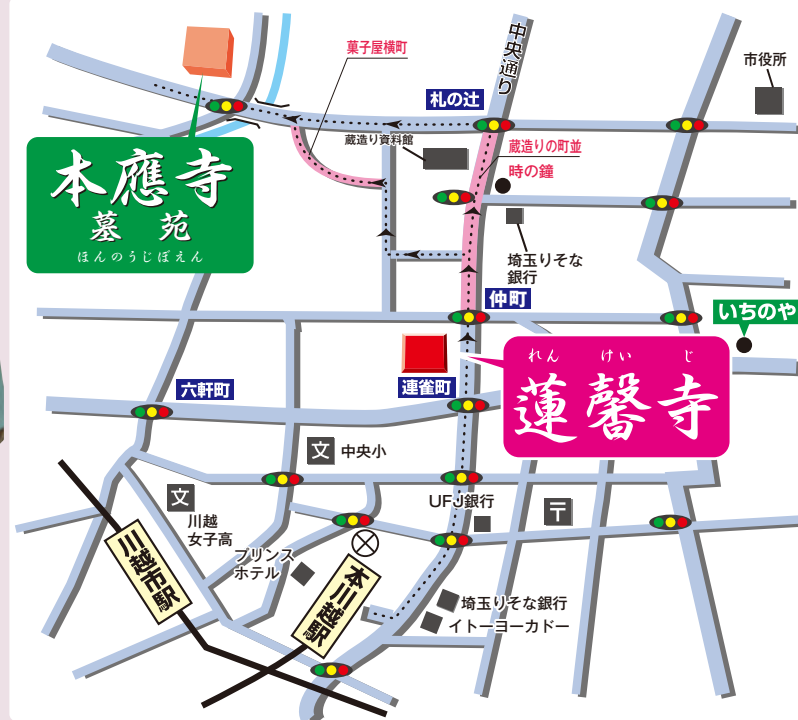 菓子屋横町
中央通り
市役所
札の辻
蔵造り資料館
蔵造りの町並
時の鐘
本應寺
墓苑
ほんのうじぼえん
埼玉りそな
銀行
仲町
いちのや
れんけいじ
蓮馨寺
連雀町
六軒町
文
中央小
文
川越
女子高
UFJ銀行
〒
プリンス
ホテル
川越市駅
本川越駅
埼玉りそな銀行
イトーヨーカドー